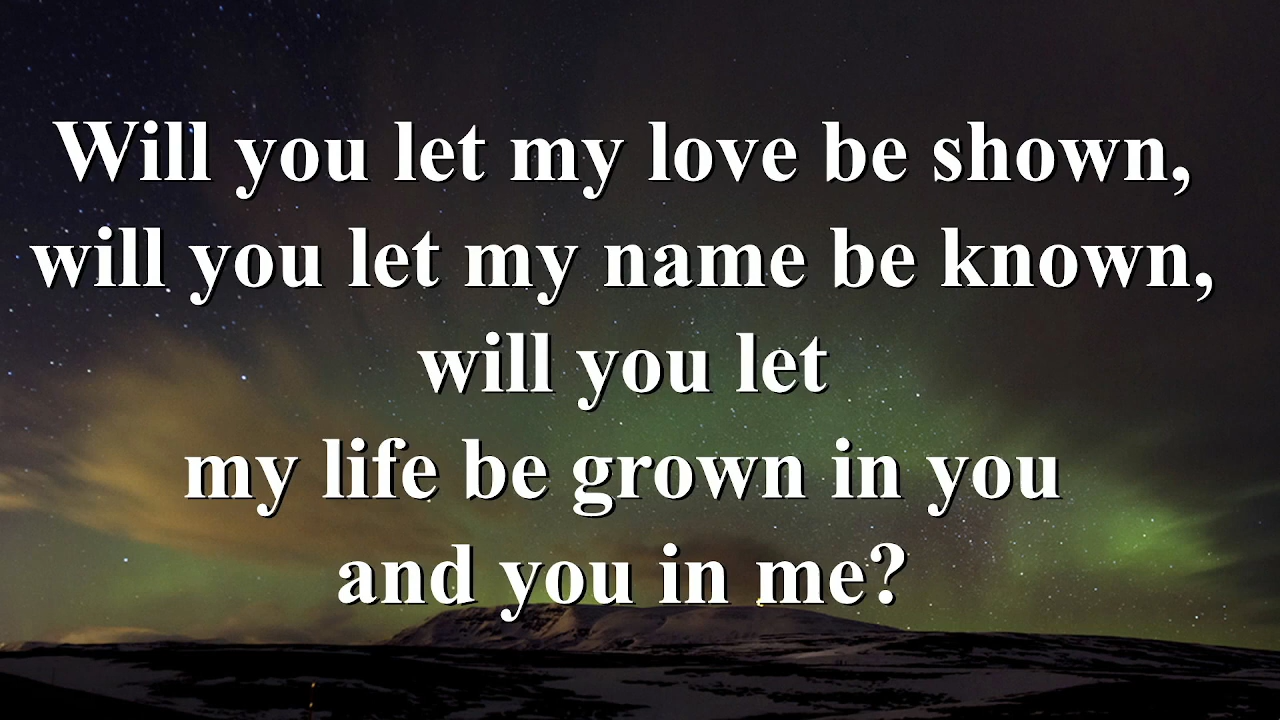 Will you let my love be shown,
will you let my name be known,
will you let
my life be grown in you
and you in me?